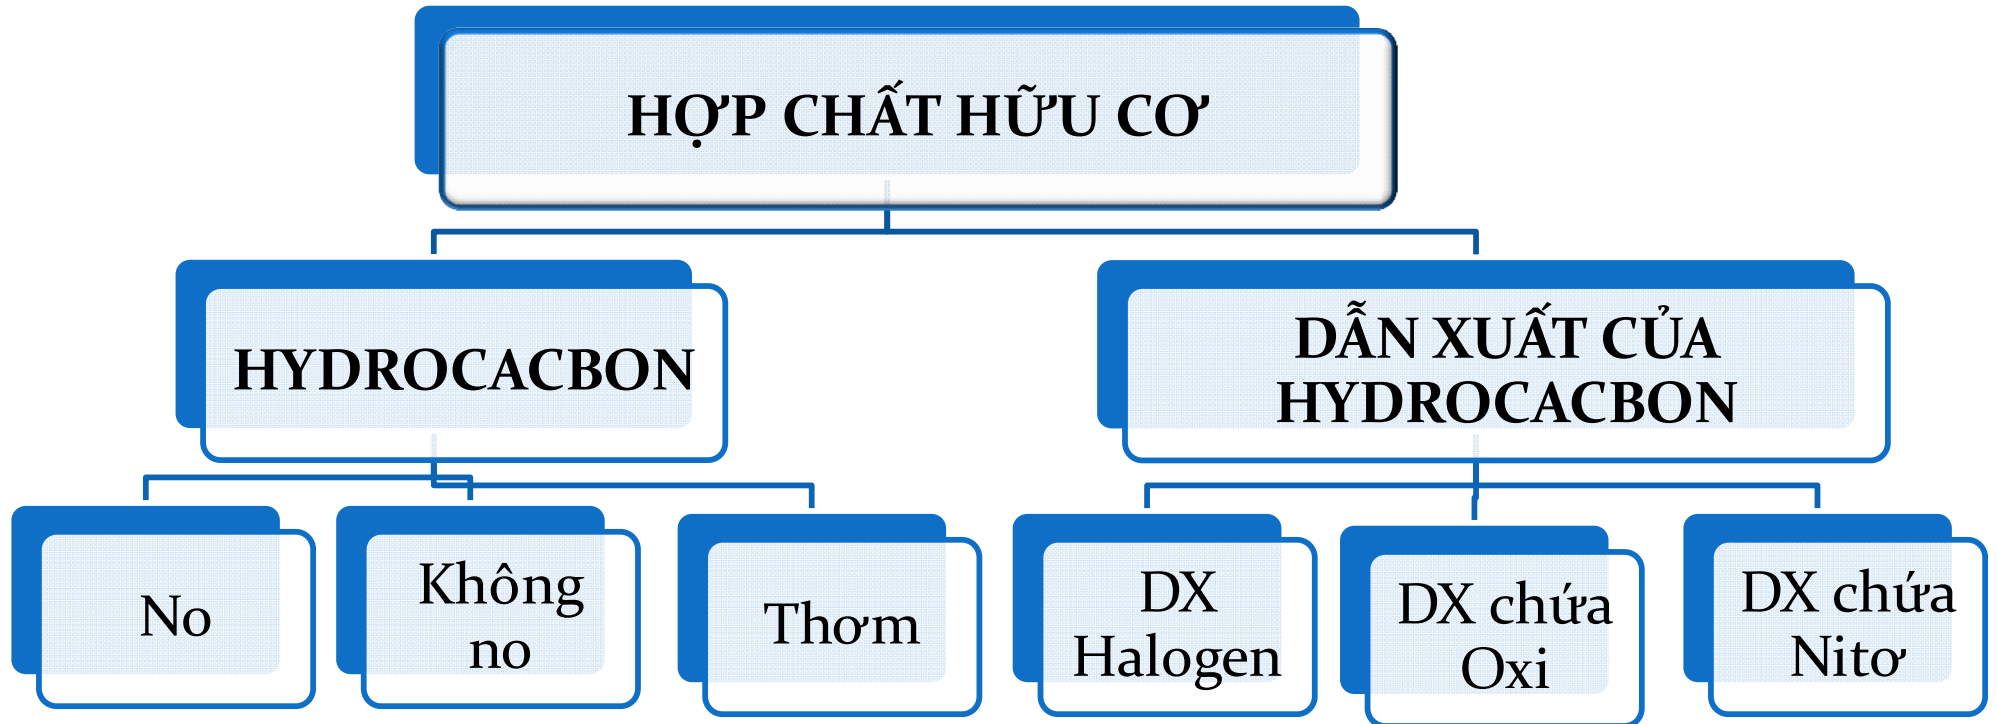 HỢP CHẤT HỮU CƠ
HYDROCACBON
DẪN XUẤT CỦA
HYDROCACBON
No
Không
no
Thơm
DX
Halogen
DX chứa
Oxi
DX chứa
Nitơ